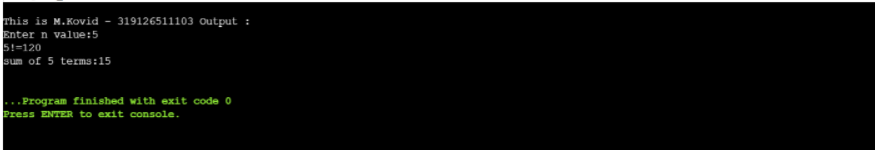 This is M.Kovid - 319126511103 Output :
Enter n value:5
5!=120
sum of 5 terms:15
...Program finished with exit code 0
Press ENTER to exit console.